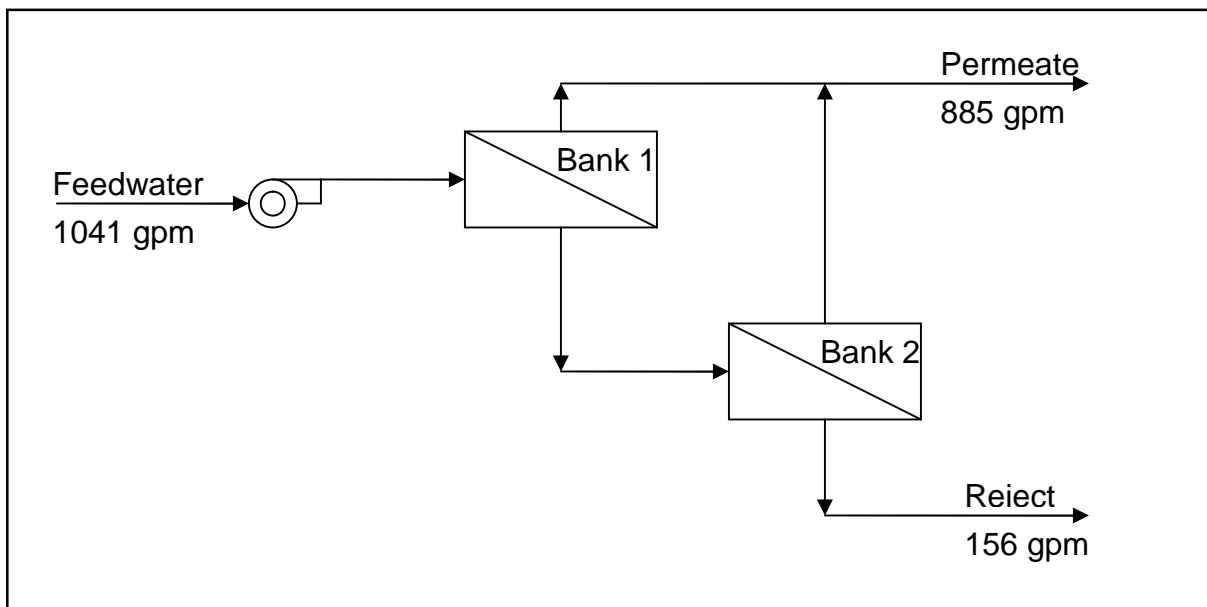 Permeate
885 gpm
Bank 1
Feedwater
1041 gpm
Bank 2
Reiect
156 gpm